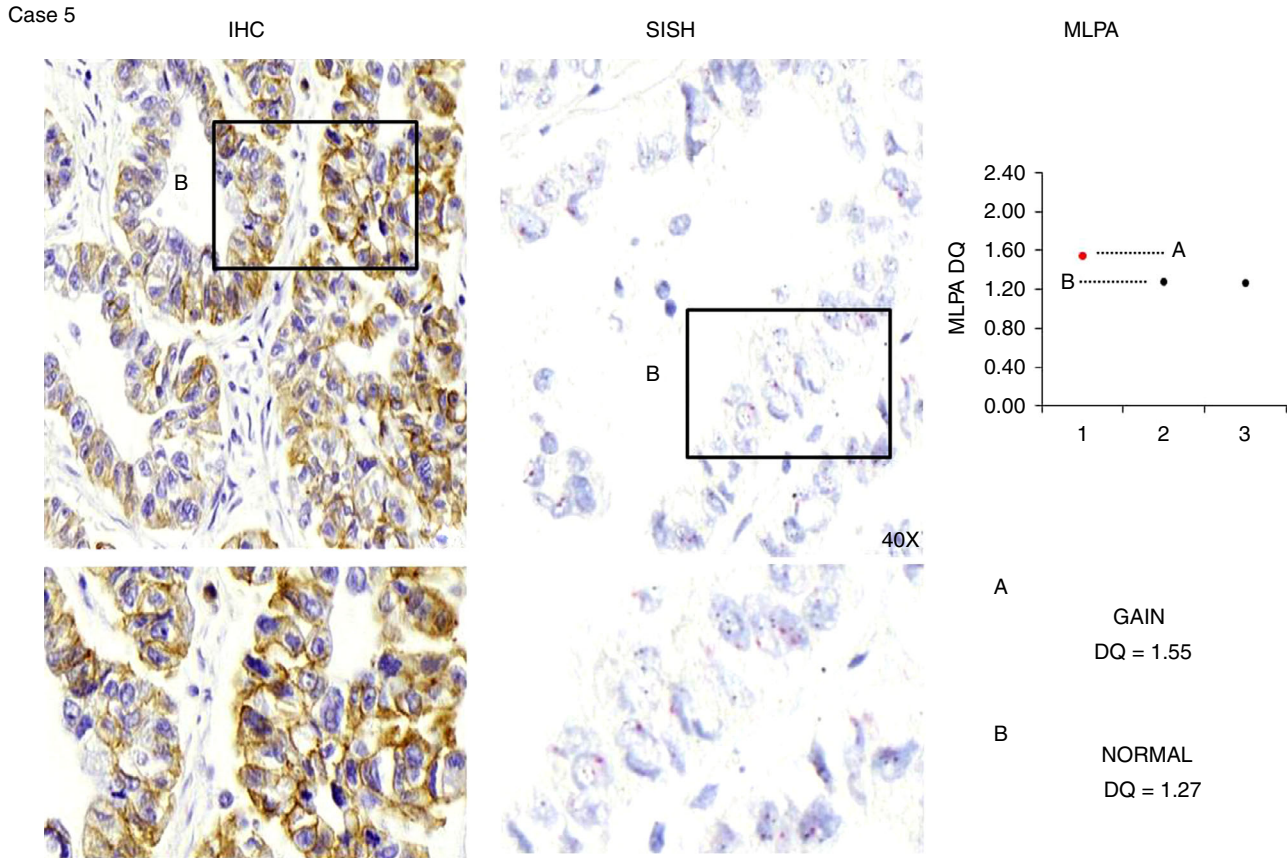 Case 5
IHC
SISH
MLPA
B
B
40X
MLPA DQ
2.40
2.00
1.60
1.20
0.80
0.40
0.00
A
B
1 2 3
A
GAIN
DQ = 1.55
B
NORMAL
DQ = 1.27